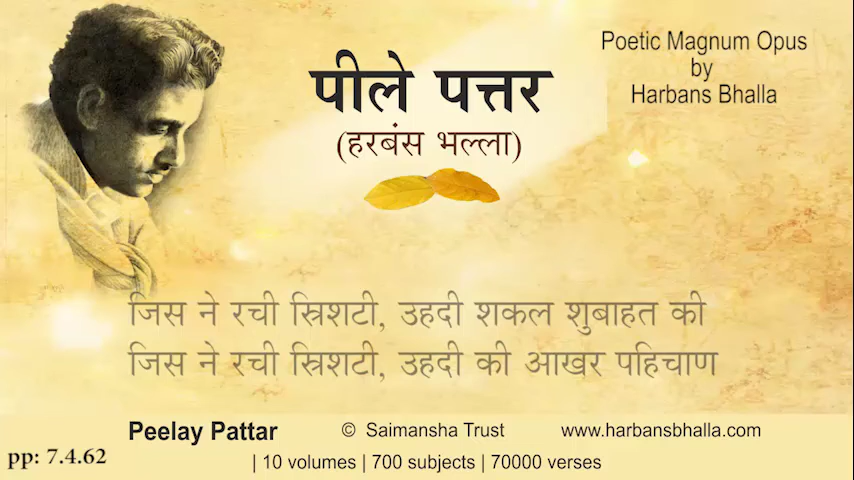 पीले पत्तर
(हरबंस भल्ला)
Poetic Magnum Opus
by
Harbans Bhalla
जिस ने रची स्रिशटी, उहदी शकल शुबाहत की
जिस ने रची स्रिशटी, उहदी की आखर पहिचाण
Peelay Pattar © Saimansha Trust www.harbansbhalla.com
pp: 7.4.62
| 10 volumes | 700 subjects | 70000 verses